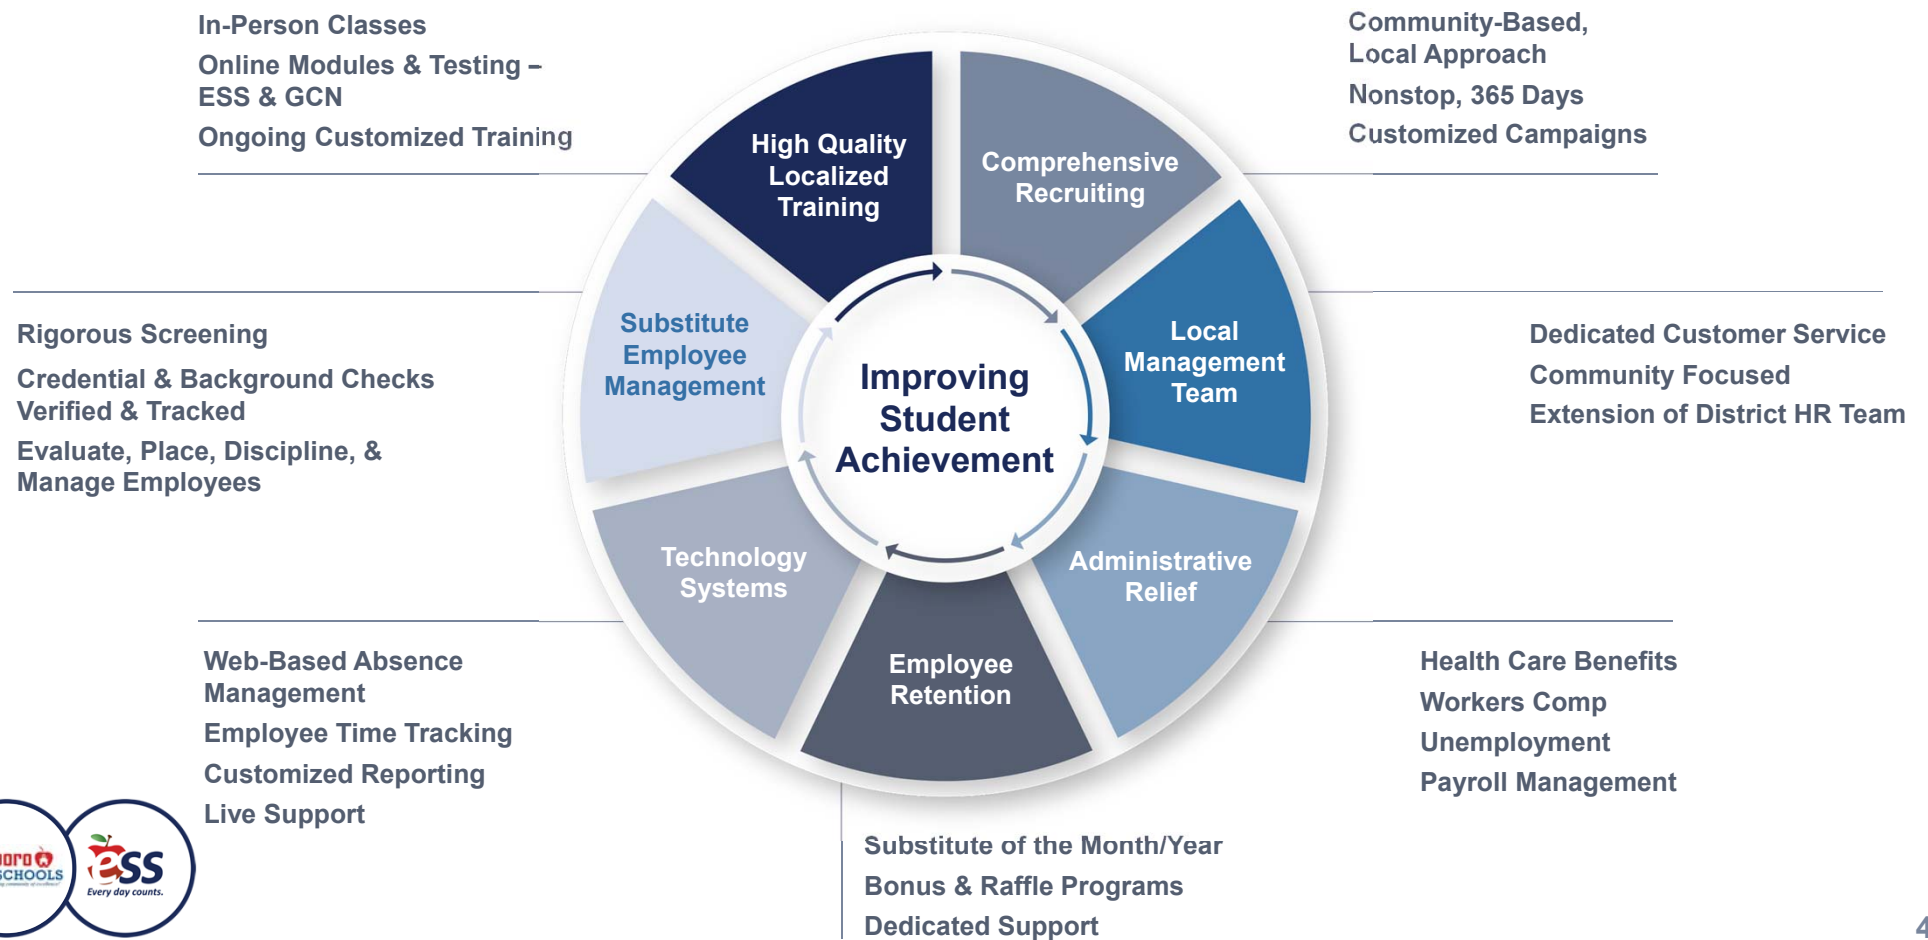 In-Person Classes
Online Modules & Testing –
ESS & GCN
Ongoing Customized Training
Community-Based,
Local Approach
Nonstop, 365 Days
Customized Campaigns
High Quality
Localized
Training
Comprehensive
Recruiting
Substitute
Employee
Management
Local
Management
Team
Improving
Student
Achievement
Rigorous Screening
Credential & Background Checks
Verified & Tracked
Evaluate, Place, Discipline, &
Manage Employees
Dedicated Customer Service
Community Focused
Extension of District HR Team
Technology
Systems
Administrative
Relief
Employee
Retention
Web-Based Absence
Management
Employee Time Tracking
Customized Reporting
Live Support
Health Care Benefits
Workers Comp
Unemployment
Payroll Management
Substitute of the Month/Year
Bonus & Raffle Programs
Dedicated Support
boro
SCHOOLS
ess
Every day counts.
4